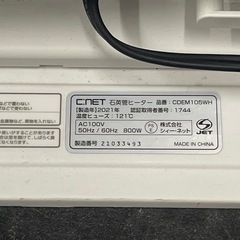 C:NET 石英管ヒーター 品番：CDEM105WH
【製造年】2021年 認証取得者番号：1744
温度ヒューズ：121℃
AC100V
50Hz / 60Hz 800W
PS E
株式会社
シィー・ネット
製造番号 21033493
MADE IN CHINA
JET